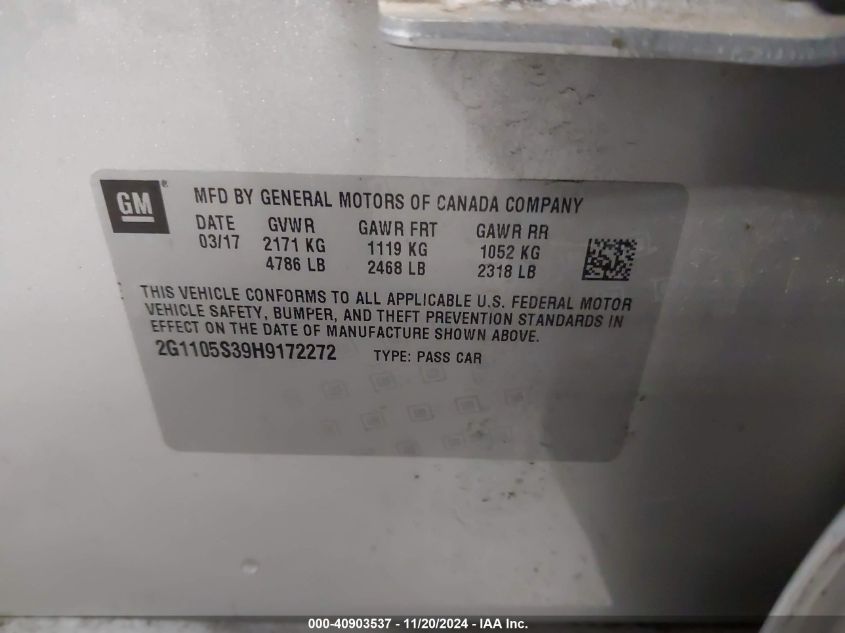 GM ® MFD BY GENERAL MOTORS OF CANADA COMPANY
DATE GVWR GAWR FRT GAWR RR
03/17 2171 KG 1119 KG 1052 KG
4786 LB 2468 LB 2318 LB
THIS VEHICLE CONFORMS TO ALL APPLICABLE U.S. FEDERAL MOTOR
VEHICLE SAFETY, BUMPER, AND THEFT PREVENTION STANDARDS IN
EFFECT ON THE DATE OF MANUFACTURE SHOWN ABOVE.
2G1105S39H9172272 TYPE: PASS CAR
000-40903537 - 11/20/2024 - IAA Inc.